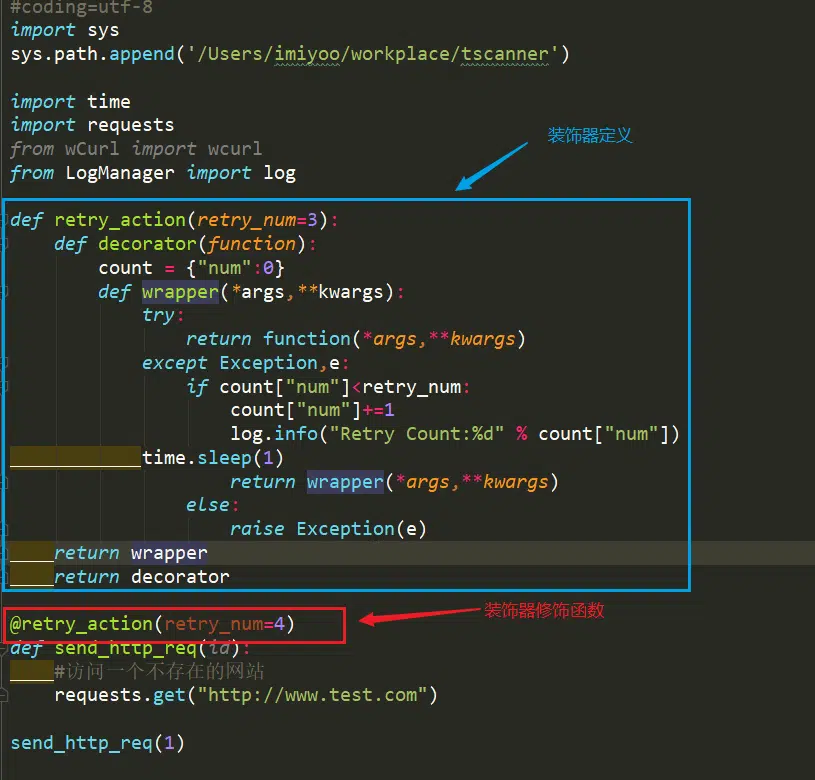 #coding=utf-8
import sys
sys.path.append('/Users/imiyoo/workplace/tscanner')
import time
import requests
from wCurl import wcurl
from LogManager import log
装饰器定义
def retry_action(retry_num=3):
    def decorator(function):
        count = {"num":0}
        def wrapper(*args,**kwargs):
            try:
                return function(*args,**kwargs)
            except Exception,e:
                if count["num"]<retry_num:
                    count["num"]+=1
                    log.info("Retry Count:%d" % count["num"])
            time.sleep(1)
                    return wrapper(*args,**kwargs)
                else:
                    raise Exception(e)
    return wrapper
    return decorator
装饰器修饰函数
@retry_action(retry_num=4)
def send_http_req(id):
    #访问一个不存在的网站
    requests.get("http://www.test.com")
send_http_req(1)